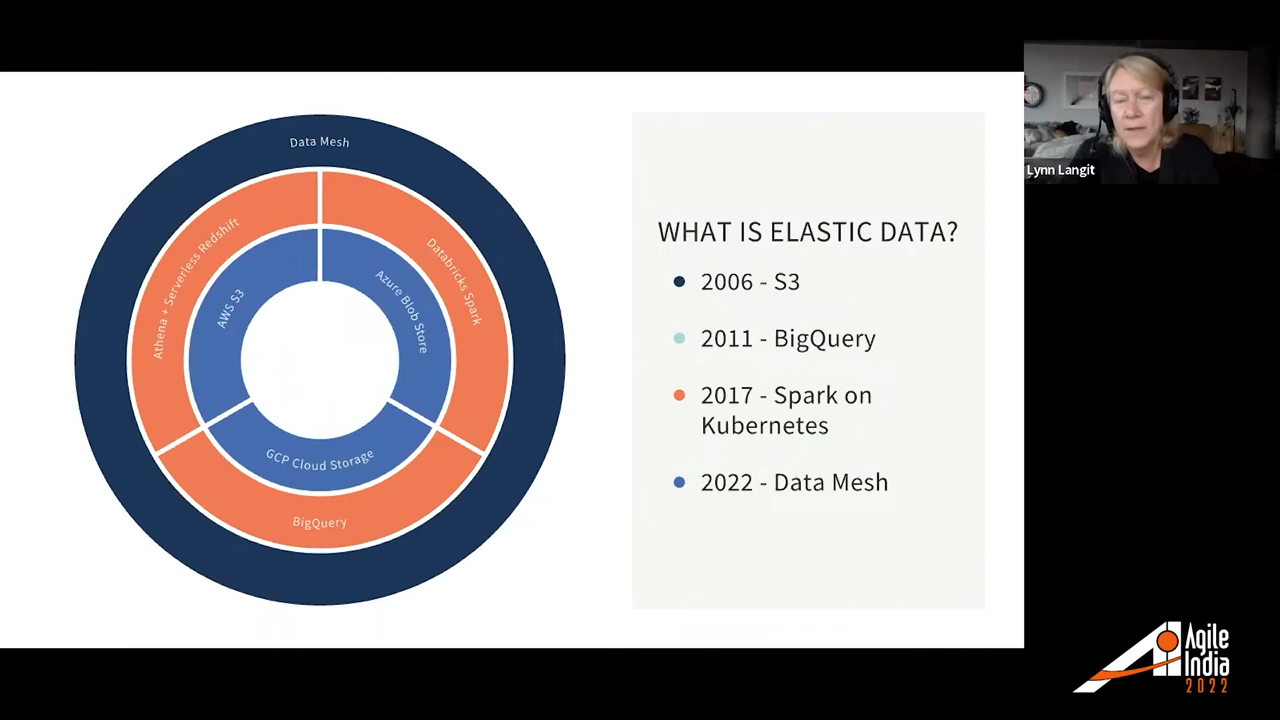 Data Mesh
Athena + Serverless Redshift
Databricks Spark
AWS S3
Azure Blob Store
GCP Cloud Storage
BigQuery
WHAT IS ELASTIC DATA?
2006 - S3
2011 - BigQuery
2017 - Spark on
Kubernetes
2022 - Data Mesh
Lynn Langit
Agile
India
2022